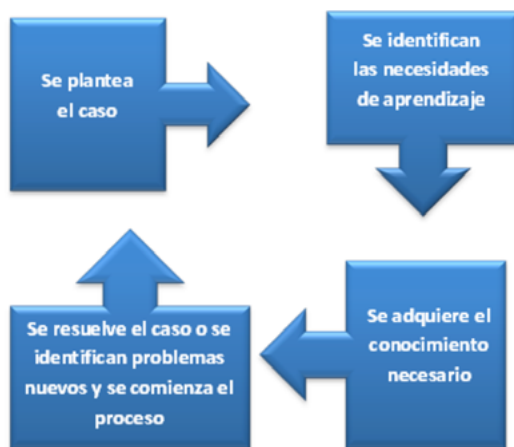 Se plantea
el caso
Se identifican
las necesidades
de aprendizaje
Se adquiere el
conocimiento
necesario
Se resuelve el caso o se
identifican problemas
nuevos y se comienza el
proceso